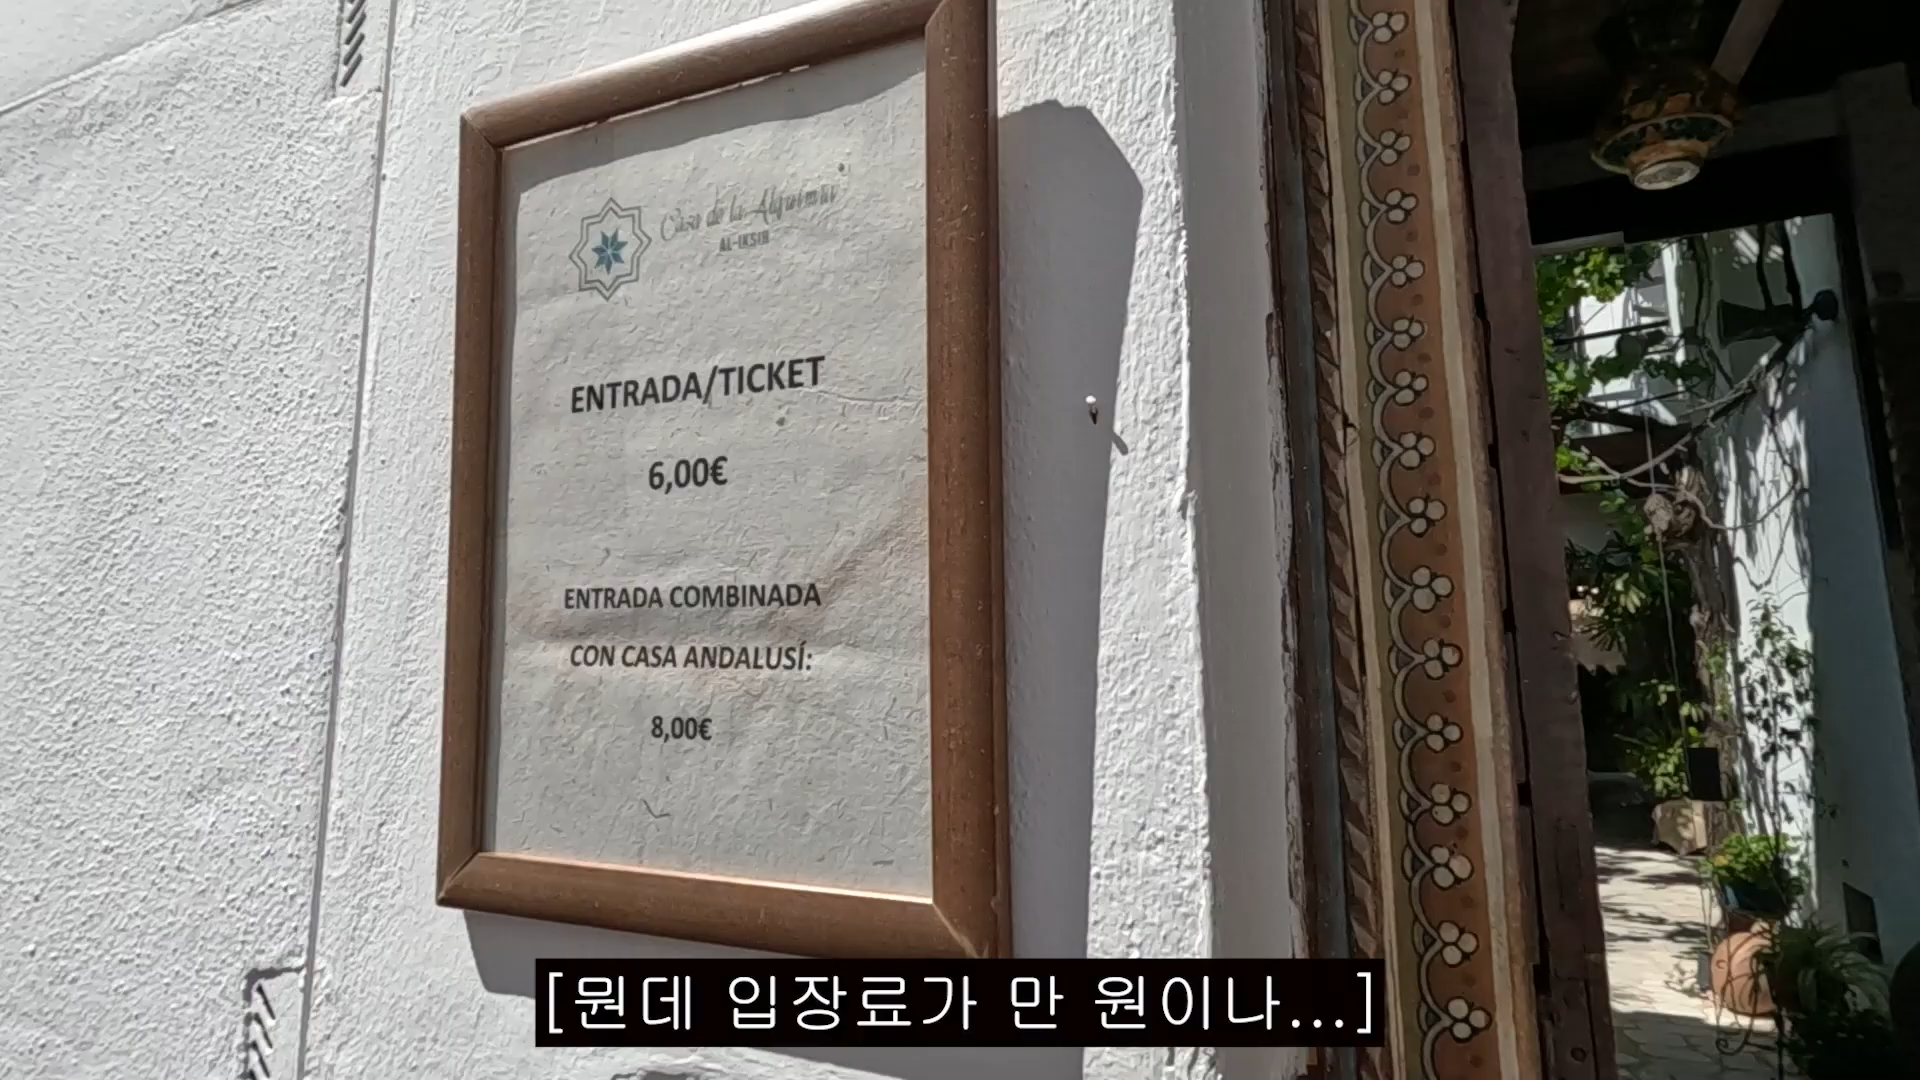 Casa de la Alquimia
AL-IKSIR
ENTRADA/TICKET
6,00€
ENTRADA COMBINADA
CON CASA ANDALUSÍ:
8,00€
[뭔데 입장료가 만 원이나...]